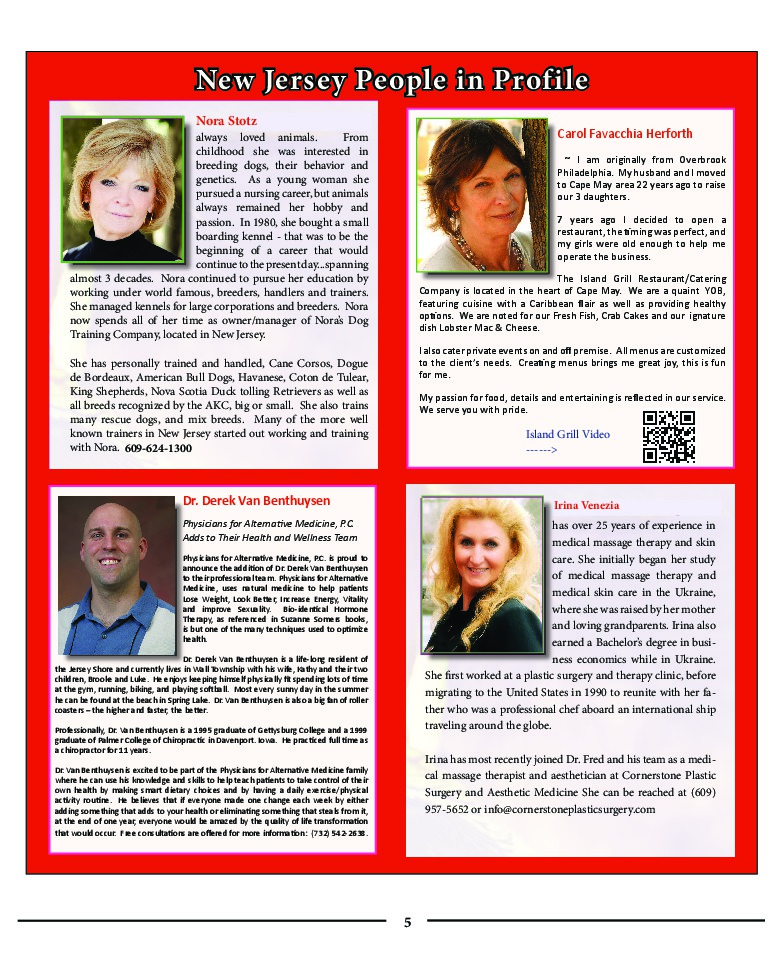 New Jersey People in Profile
Nora Stotz
always loved animals. From
childhood she was interested in
breeding dogs, their behavior and
genetics. As a young woman she
pursued a nursing career, but animals
always remained her hobby and
passion. In 1980, she bought a small
boarding kennel - that was to be the
beginning of a career that would
continue to the present day...spanning
almost 3 decades. Nora continued to pursue her education by
working under world famous, breeders, handlers and trainers.
She managed kennels for large corporations and breeders. Nora
now spends all of her time as owner/manager of Nora's Dog
Training Company, located in New Jersey.
She has personally trained and handled, Cane Corsos, Dogue
de Bordeaux, American Bull Dogs, Havanese, Coton de Tulear,
King Shepherds, Nova Scotia Duck tolling Retrievers as well as
all breeds recognized by the AKC, big or small. She also trains
many rescue dogs, and mix breeds. Many of the more well
known trainers in New Jersey started out working and training
with Nora. 609-624-1300
Carol Favacchia Herforth
~ I am originally from Overbrook
Philadelphia. My husband and I moved
to Cape May area 22 years ago to raise
our 3 daughters.
7 years ago I decided to open a
restaurant, the timing was perfect, and
my girls were old enough to help me
operate the business.
The Island Grill Restaurant/Catering
Company is located in the heart of Cape May. We are a quaint YOB,
featuring cuisine with a Caribbean flair as well as providing healthy
options. We are noted for our Fresh Fish, Crab Cakes and our ignature
dish Lobster Mac & Cheese.
I also cater private events on and off premise. All menus are customized
to the client's needs. Creating menus brings me great joy, this is fun
for me.
My passion for food, details and entertaining is reflected in our service.
We serve you with pride.
Island Grill Video
------>
Dr. Derek Van Benthuysen
Physicians for Alternative Medicine, P.C.
Adds to Their Health and Wellness Team
Physicians for Alternative Medicine, P.C. is proud to
announce the addition of Dr. Derek Van Benthuysen
to their professional team. Physicians for Alternative
Medicine, uses natural medicine to help patients
Lose Weight, Look Better, Increase Energy, Vitality
and improve Sexuality. Bio-identical Hormone
Therapy, as referenced in Suzanne Somers books,
is but one of the many techniques used to optimize
health.
Dr. Derek Van Benthuysen is a life-long resident of
the Jersey Shore and currently lives in Wall Township with his wife, Kathy and their two
children, Brooke and Luke. He enjoys keeping himself physically fit spending lots of time
at the gym, running, biking, and playing softball. Most every sunny day in the summer
he can be found at the beach in Spring Lake. Dr. Van Benthuysen is also a big fan of roller
coasters – the higher and faster, the better.
Professionally, Dr. Van Benthuysen is a 1995 graduate of Gettysburg College and a 1999
graduate of Palmer College of Chiropractic in Davenport. Iowa. He practiced full time as
a chiropractor for 11 years.
Dr. Van Benthuysen is excited to be part of the Physicians for Alternative Medicine family
where he can use his knowledge and skills to help teach patients to take control of their
own health by making smart dietary choices and by having a daily exercise/physical
activity routine. He believes that if everyone made one change each week by either
adding something that adds to your health or eliminating something that steals from it,
at the end of one year, everyone would be amazed by the quality of life transformation
that would occur. Free consultations are offered for more information: (732) 542-2638.
Irina Venezia
has over 25 years of experience in
medical massage therapy and skin
care. She initially began her study
of medical massage therapy and
medical skin care in the Ukraine,
where she was raised by her mother
and loving grandparents. Irina also
earned a Bachelor's degree in busi-
ness economics while in Ukraine.
She first worked at a plastic surgery and therapy clinic, before
migrating to the United States in 1990 to reunite with her fa-
ther who was a professional chef aboard an international ship
traveling around the globe.
Irina has most recently joined Dr. Fred and his team as a medi-
cal massage therapist and aesthetician at Cornerstone Plastic
Surgery and Aesthetic Medicine She can be reached at (609)
957-5652 or info@cornerstoneplasticsurgery.com
5